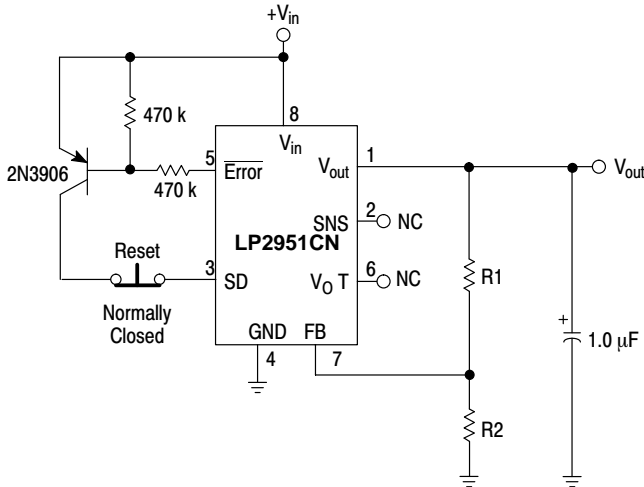 +Vin
470 k
8
Vin
2N3906
5
Error
470 k
Vout
1
Vout
SNS
2
NC
LP2951CN
Reset
3
SD
VO T
6
NC
R1
Normally
Closed
GND
FB
4
7
+
1.0 μF
R2